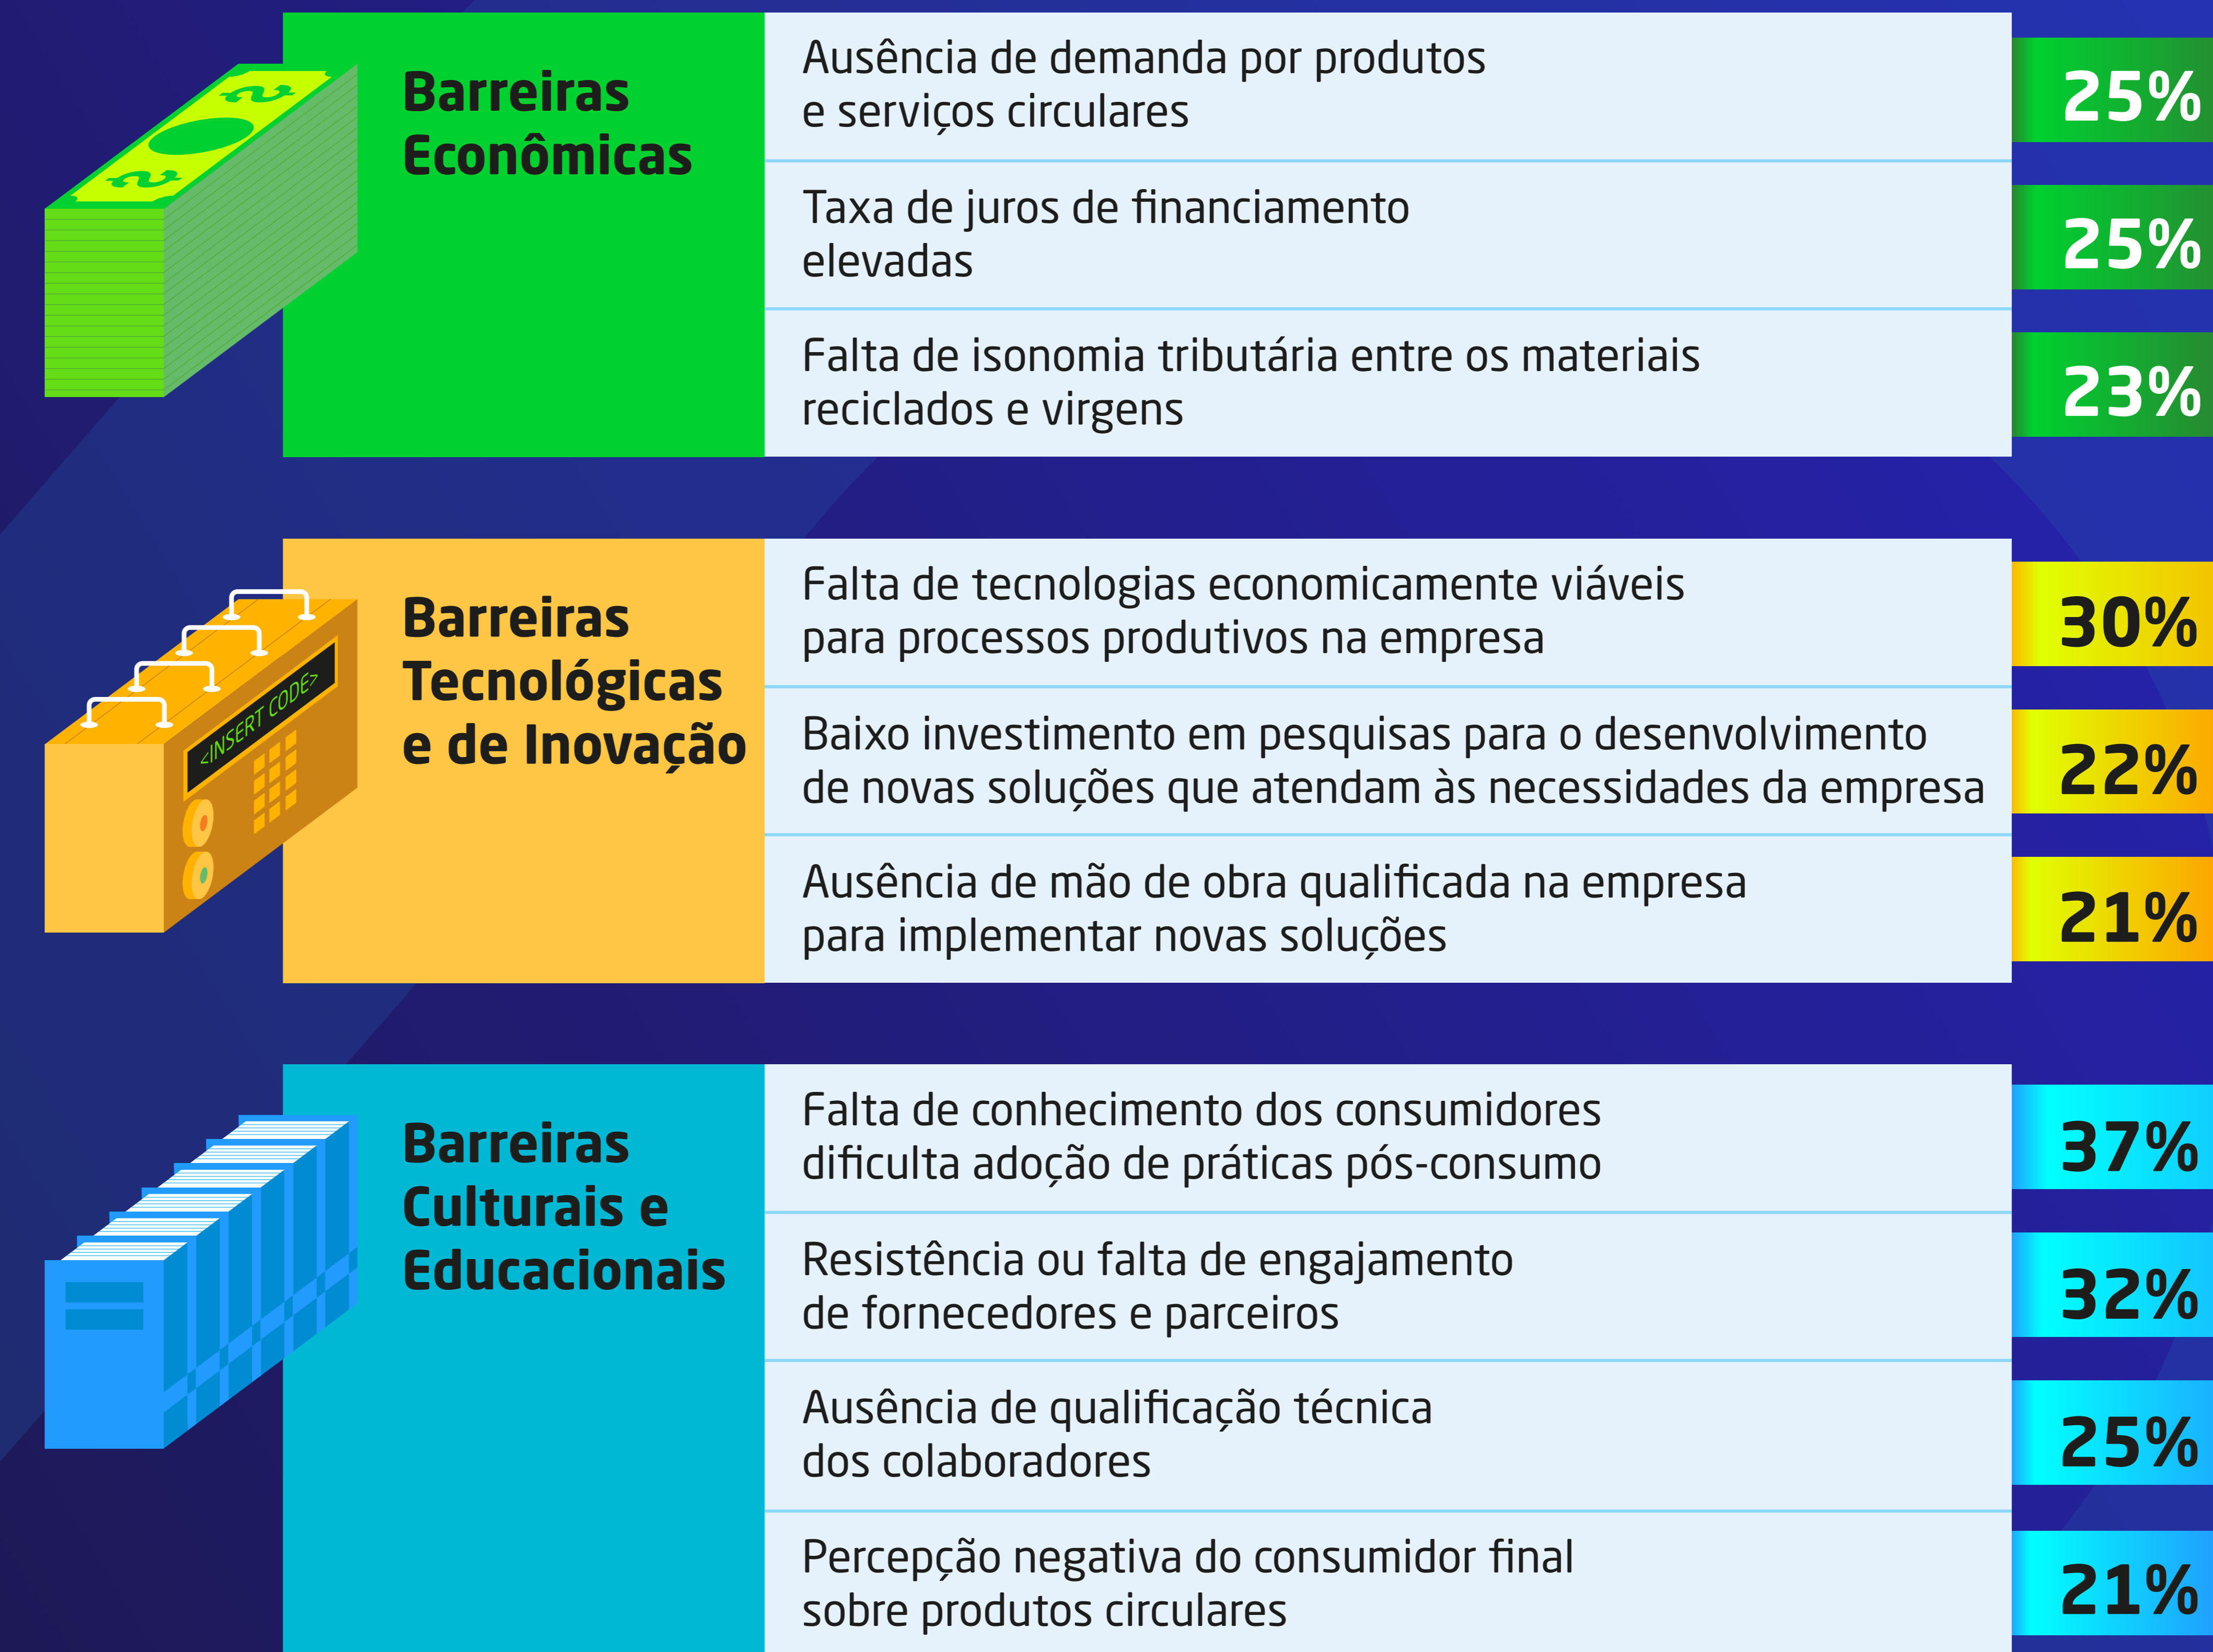 Barreiras
Econômicas
Ausência de demanda por produtos
e serviços circulares
25%
Taxa de juros de financiamento
elevadas
25%
Falta de isonomia tributária entre os materiais
reciclados e virgens
23%
<INSERT CODE>
Barreiras
Tecnológicas
e de Inovação
Falta de tecnologias economicamente viáveis
para processos produtivos na empresa
30%
Baixo investimento em pesquisas para o desenvolvimento
de novas soluções que atendam às necessidades da empresa
22%
Ausência de mão de obra qualificada na empresa
para implementar novas soluções
21%
Barreiras
Culturais e
Educacionais
Falta de conhecimento dos consumidores
dificulta adoção de práticas pós-consumo
37%
Resistência ou falta de engajamento
de fornecedores e parceiros
32%
Ausência de qualificação técnica
dos colaboradores
25%
Percepção negativa do consumidor final
sobre produtos circulares
21%